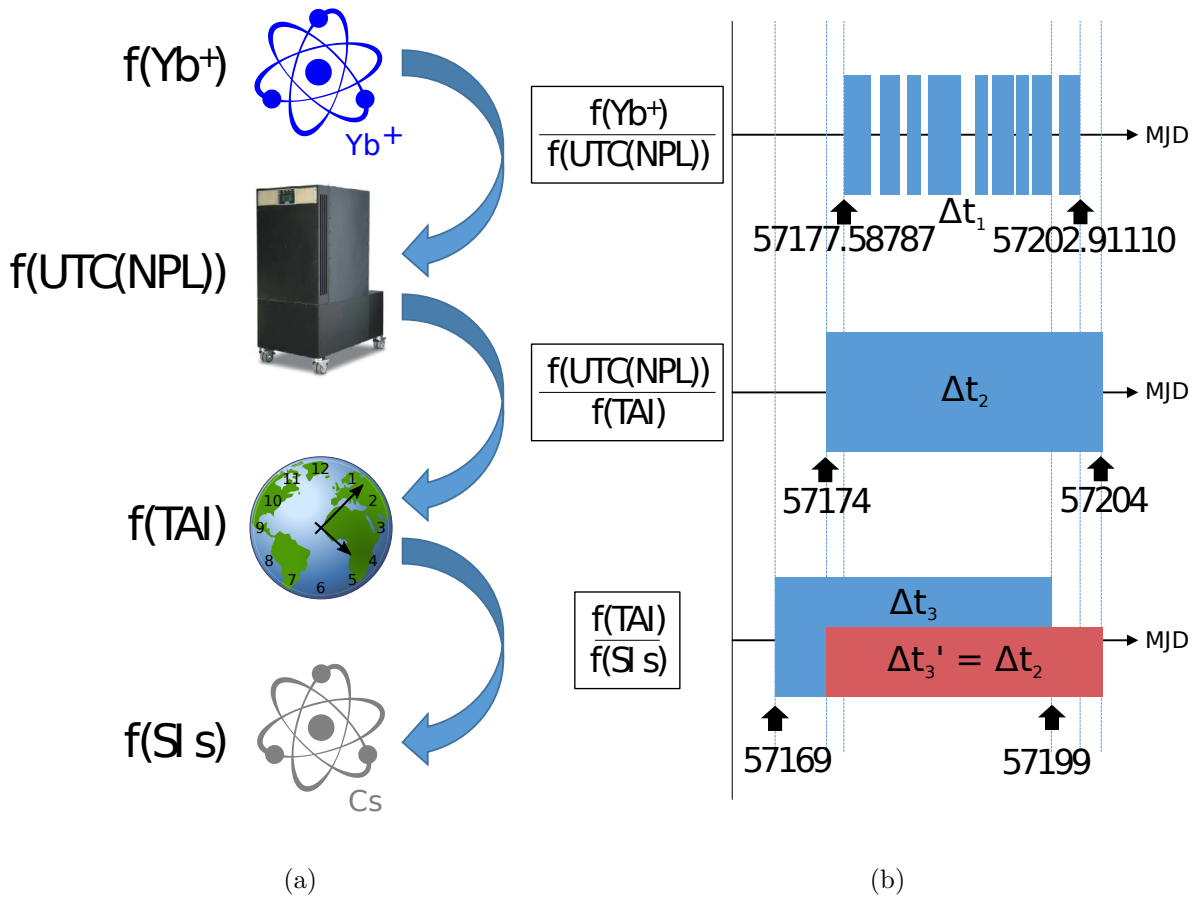 f(Yb⁺)
Yb⁺
f(UTC(NPL))
f(TAI)
12
1
2
3
4
5
6
7
8
9
10
11
f(SI s)
Cs
(a)
f(Yb⁺)
f(UTC(NPL))
MJD
Δt₁
57177.58787
57202.91110
f(UTC(NPL))
f(TAI)
Δt₂
MJD
57174
57204
f(TAI)
f(SI s)
Δt₃
Δt₃' = Δt₂
MJD
57169
57199
(b)